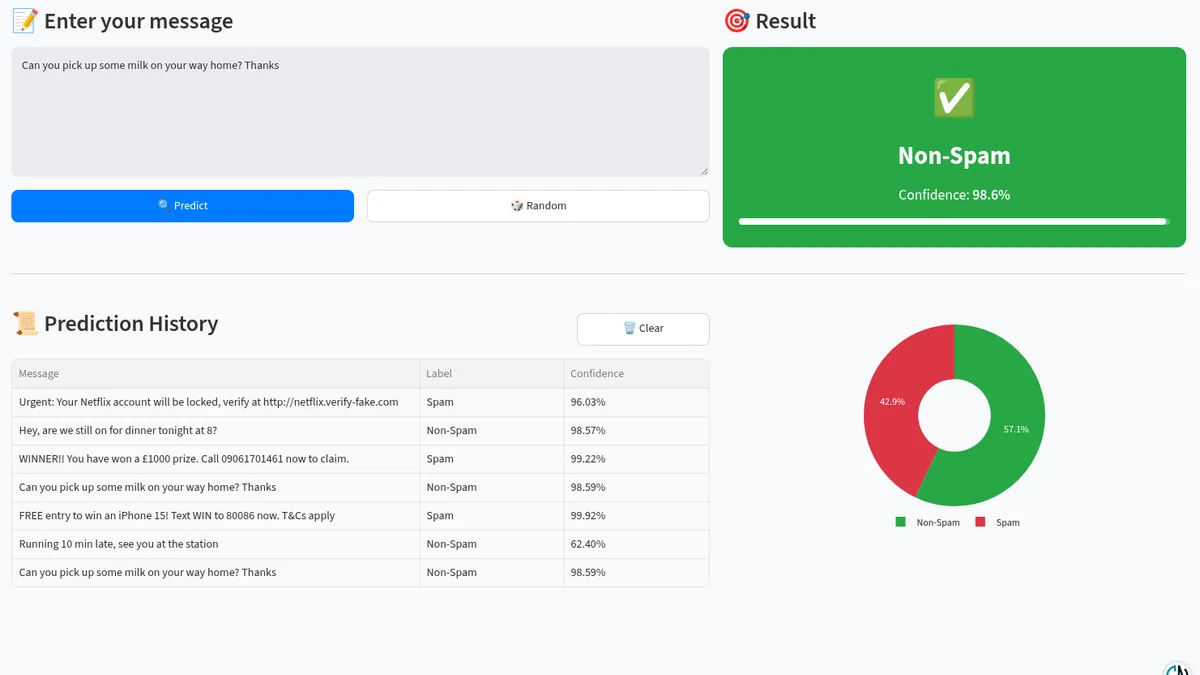 📝 Enter your message
Can you pick up some milk on your way home? Thanks
🔍 Predict
🎲 Random
🎯 Result
✅
Non-Spam
Confidence: 98.6%
📜 Prediction History
🗑️ Clear
Message Label Confidence
Urgent: Your Netflix account will be locked, verify at http://netflix.verify-fake.com Spam 96.03%
Hey, are we still on for dinner tonight at 8? Non-Spam 98.57%
WINNER!! You have won a £1000 prize. Call 09061701461 now to claim. Spam 99.22%
Can you pick up some milk on your way home? Thanks Non-Spam 98.59%
FREE entry to win an iPhone 15! Text WIN to 80086 now. T&Cs apply Spam 99.92%
Running 10 min late, see you at the station Non-Spam 62.40%
Can you pick up some milk on your way home? Thanks Non-Spam 98.59%
42.9%
57.1%
Non-Spam Spam